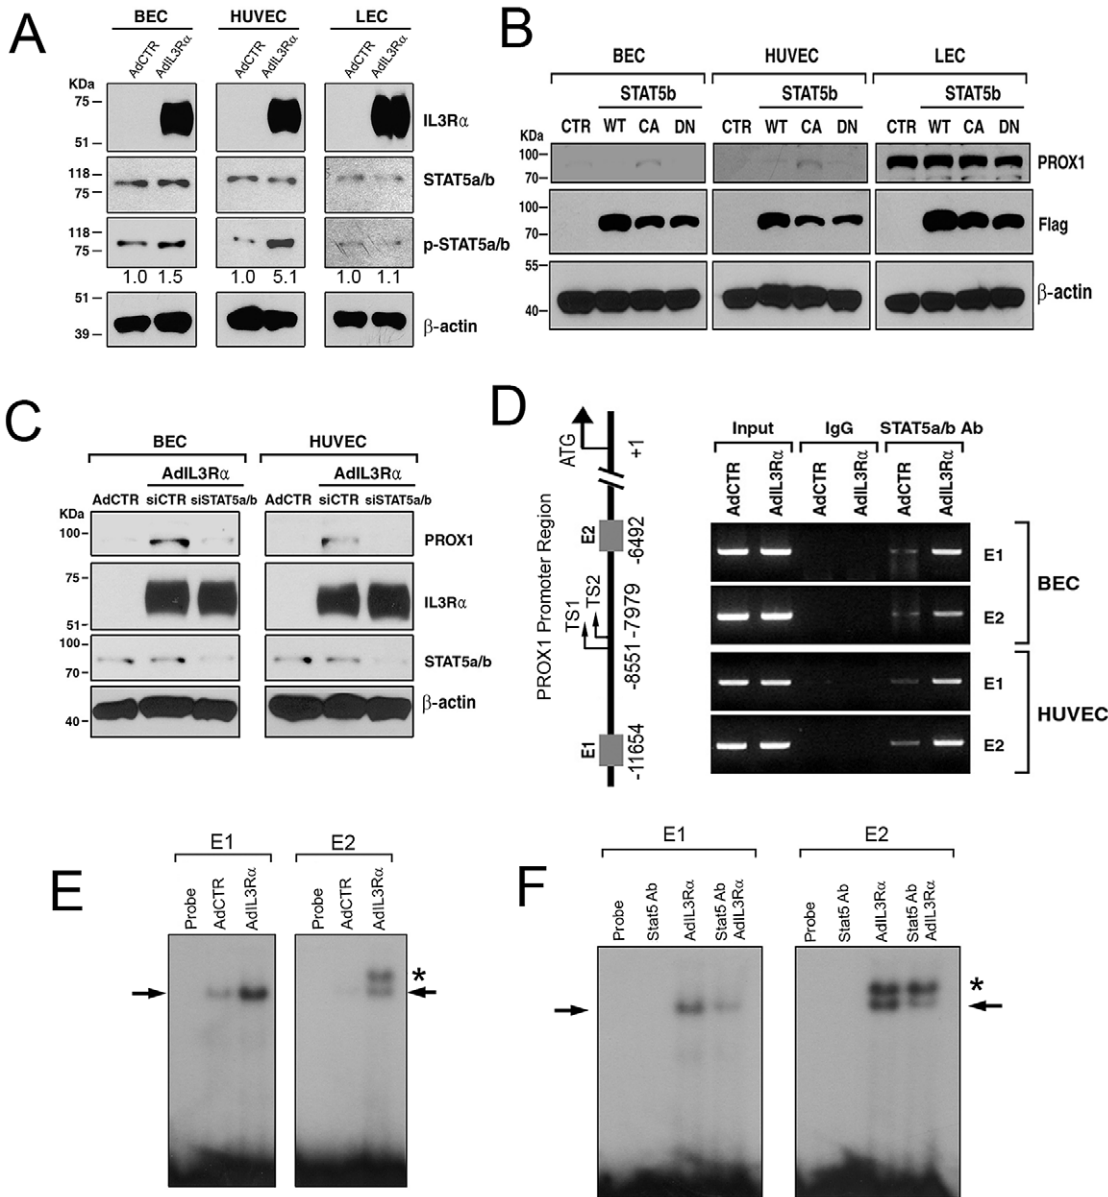 A
BEC HUVEC LEC
AdCTR AdIL3Rα AdCTR AdIL3Rα AdCTR AdIL3Rα
KDa
75
51
IL3Rα
118
75
STAT5a/b
118
75
p-STAT5a/b
1.0 1.5 1.0 5.1 1.0 1.1
51
39
β-actin
B
BEC HUVEC LEC
STAT5b STAT5b STAT5b
CTR WT CA DN CTR WT CA DN CTR WT CA DN
KDa
100
70
PROX1
100
70
Flag
55
40
β-actin
C
BEC HUVEC
AdIL3Rα AdIL3Rα
AdCTR siCTR siSTAT5a/b AdCTR siCTR siSTAT5a/b
KDa
100
PROX1
75
51
IL3Rα
100
70
STAT5a/b
40
β-actin
D
PROX1 Promoter Region
ATG
+1
E2
-6492
TS1
TS2
-8551 -7979
E1
-11654
Input IgG STAT5a/b Ab
AdCTR AdIL3Rα AdCTR AdIL3Rα AdCTR AdIL3Rα
E1
E2
BEC
E1
E2
HUVEC
E
E1 E2
Probe AdCTR AdIL3Rα Probe AdCTR AdIL3Rα
*
F
E1 E2
Probe Stat5 Ab AdIL3Rα Stat5 Ab AdIL3Rα Probe Stat5 Ab AdIL3Rα Stat5 Ab AdIL3Rα
*